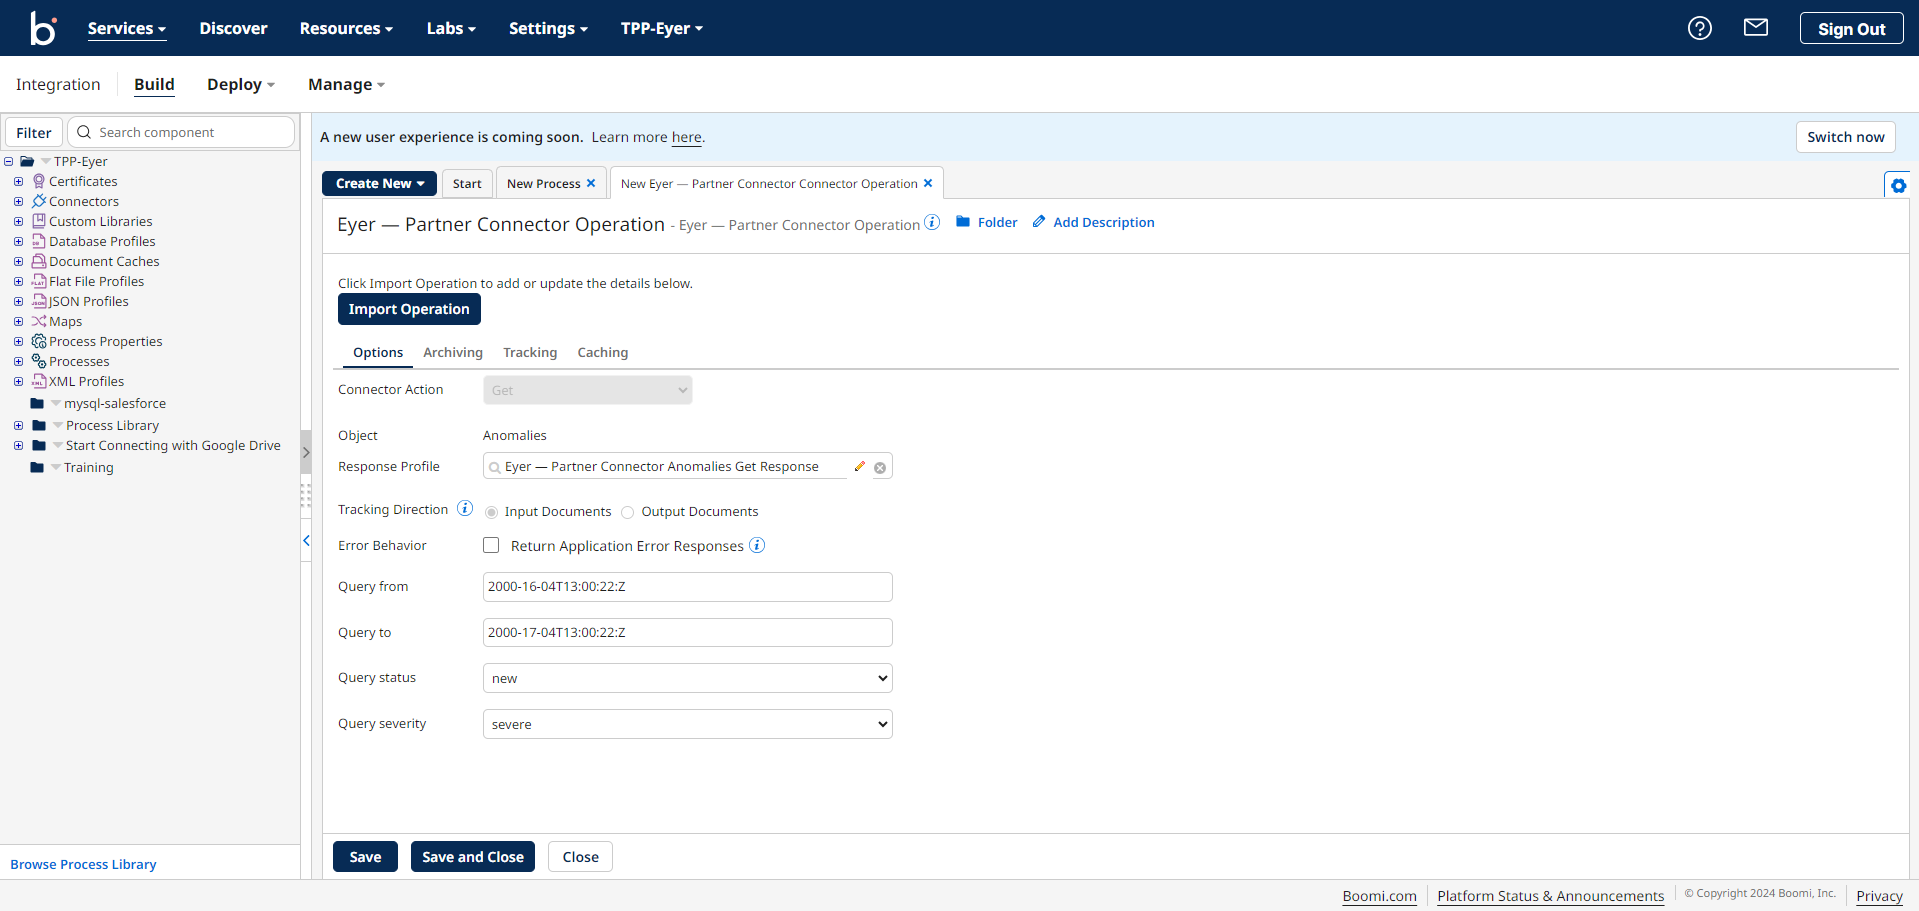 b Services Discover Resources Labs Settings TPP-Eyer Sign Out
Integration Build Deploy Manage
Filter Search component
TPP-Eyer
Certificates
Connectors
Custom Libraries
Database Profiles
Document Caches
Flat File Profiles
JSON Profiles
Maps
Process Properties
Processes
XML Profiles
mysql-salesforce
Process Library
Start Connecting with Google Drive
Training
Browse Process Library
A new user experience is coming soon. Learn more here. Switch now
Create New Start New Process New Eyer — Partner Connector Connector Operation
Eyer — Partner Connector Operation - Eyer — Partner Connector Operation Folder Add Description
Click Import Operation to add or update the details below.
Import Operation
Options Archiving Tracking Caching
Connector Action Get
Object Anomalies
Response Profile Eyer — Partner Connector Anomalies Get Response
Tracking Direction Input Documents Output Documents
Error Behavior Return Application Error Responses
Query from 2000-16-04T13:00:22:Z
Query to 2000-17-04T13:00:22:Z
Query status new
Query severity severe
Save Save and Close Close
Boomi.com Platform Status & Announcements © Copyright 2024 Boomi, Inc. Privacy